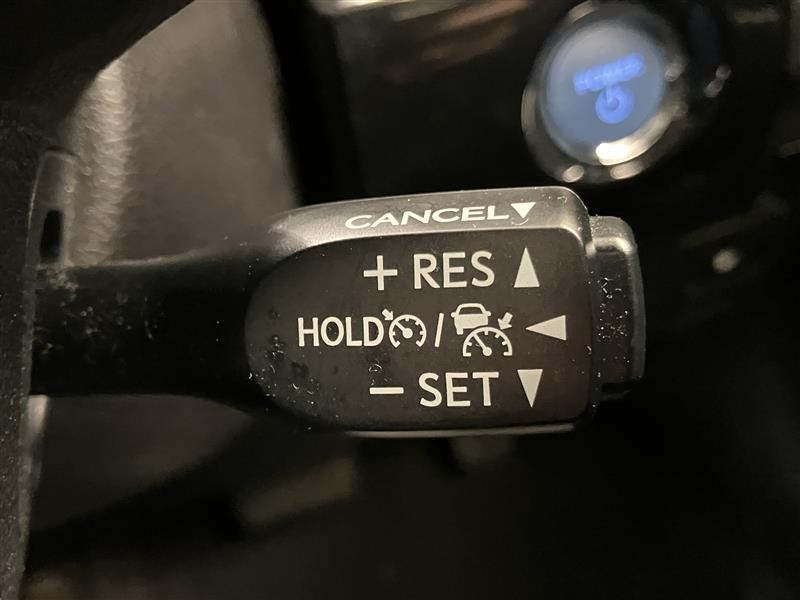 CANCEL▼
+ RES ▲
HOLD / ◀
- SET ▼